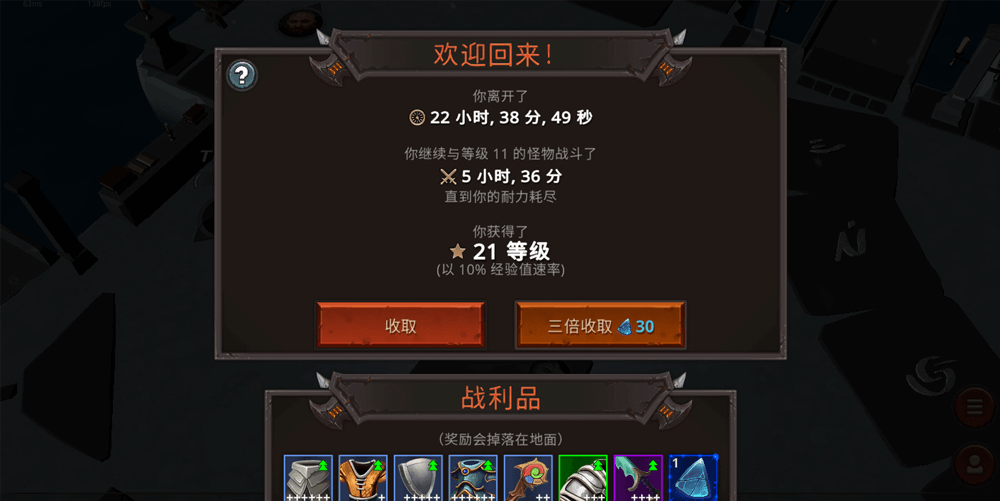 欢迎回来!
?
你离开了
22 小时, 38 分, 49 秒
你继续与等级 11 的怪物战斗了
5 小时, 36 分
直到你的耐力耗尽
你获得了
21 等级
(以 10% 经验值速率)
收取
三倍收取 30
战利品
(奖励会掉落在地面)
1
++++++ + ++++ ++++++ ++ +++ ++++